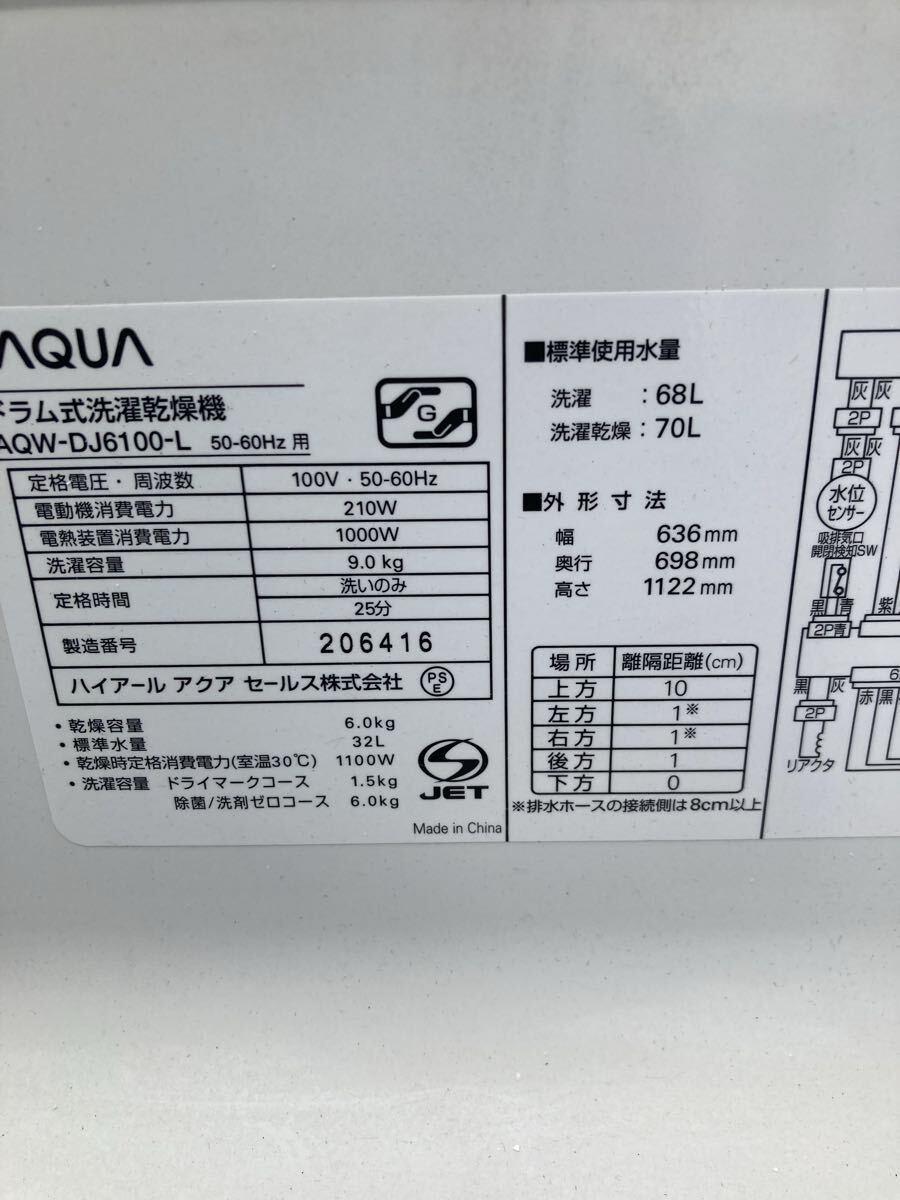 AQUA
ドラム式洗濯乾燥機
AQW-DJ6100-L 50-60Hz 用
G
定格電圧・周波数 100V・50-60Hz
電動機消費電力 210W
電熱装置消費電力 1000W
洗濯容量 9.0 kg
定格時間 洗いのみ
25分
製造番号 206416
ハイアール アクア セールス株式会社 PS E
・乾燥容量 6.0kg
・標準水量 32L
・乾燥時定格消費電力(室温30℃) 1100W
・洗濯容量 ドライマークコース 1.5kg
除菌/洗剤ゼロコース 6.0kg
JET
Made in China
■標準使用水量
洗濯 :68L
洗濯乾燥:70L
■外形寸法
幅 636mm
奥行 698mm
高さ 1122mm
場所 離隔距離(cm)
上方 10
左方 1※
右方 1※
後方 1
下方 0
※排水ホースの接続側は8cm以上
灰 灰
2P
灰 灰
2P
水位
センサー
吸排気口
開閉検知SW
黒 青 紫
2P青
黒 灰
2P
赤 黒
リアクタ